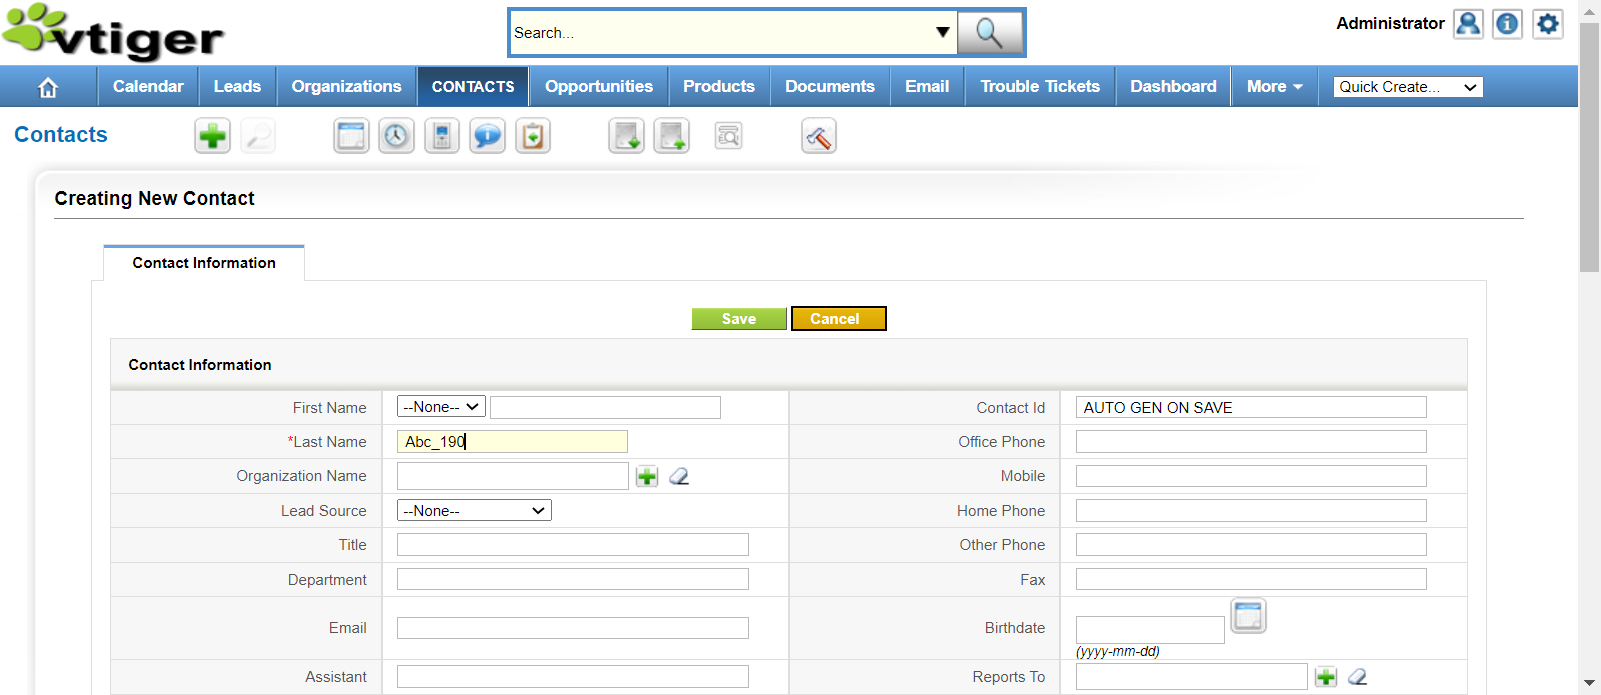 vtiger
Search...
Administrator
Calendar Leads Organizations CONTACTS Opportunities Products Documents Email Trouble Tickets Dashboard More Quick Create...
Contacts
Creating New Contact
Contact Information
Save Cancel
Contact Information
First Name --None-- Contact Id AUTO GEN ON SAVE
*Last Name Abc_190 Office Phone
Organization Name Mobile
Lead Source --None-- Home Phone
Title Other Phone
Department Fax
Email Birthdate
(yyyy-mm-dd)
Assistant Reports To